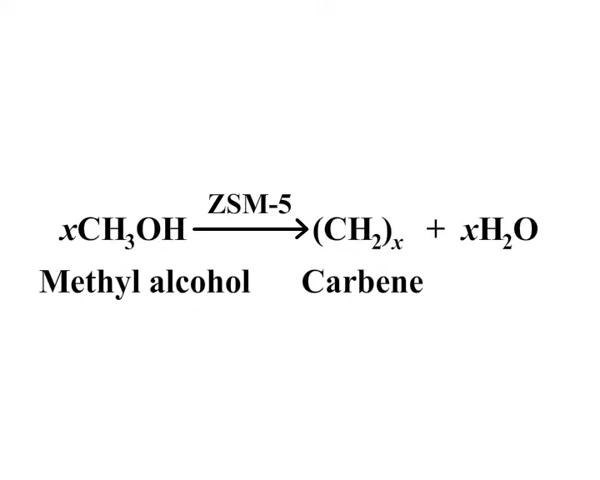 ZSM-5
xCH₃OH ⟶ (CH₂)ₓ + xH₂O
Methyl alcohol Carbene